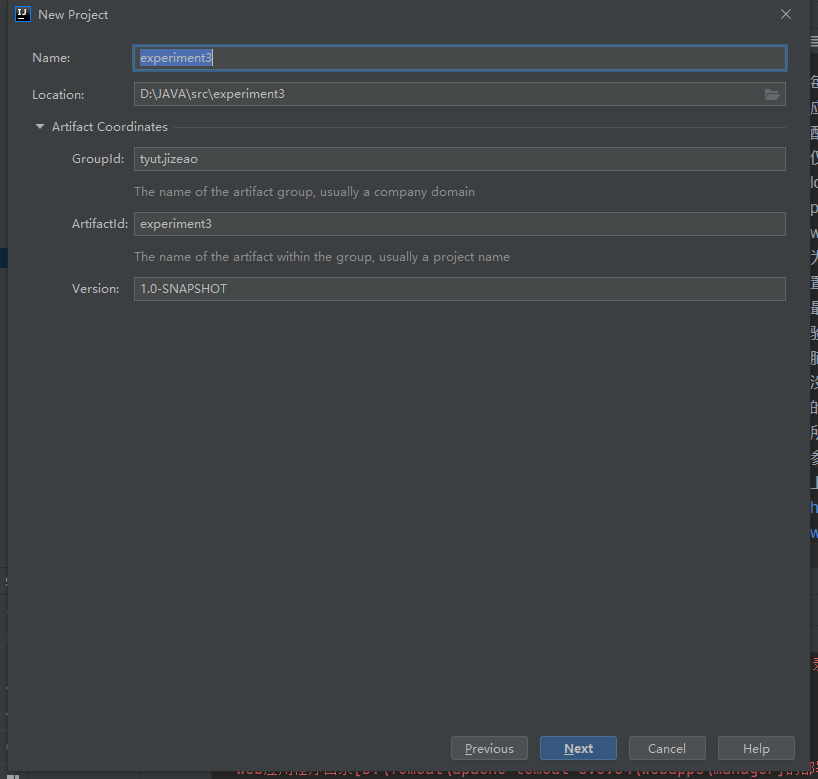 New Project
Name: experiment3
Location: D:\JAVA\src\experiment3
Artifact Coordinates
GroupId: tyut.jizeao
The name of the artifact group, usually a company domain
ArtifactId: experiment3
The name of the artifact within the group, usually a project name
Version: 1.0-SNAPSHOT
Previous Next Cancel Help